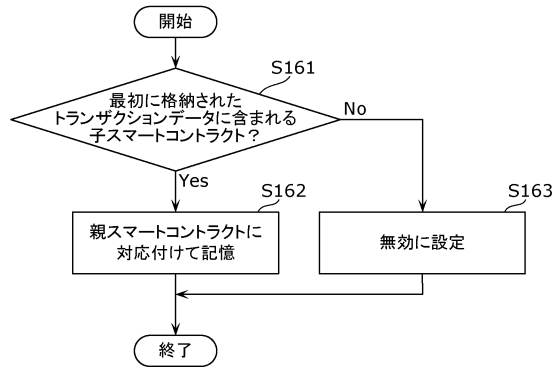 開始
S161
最初に格納された
トランザクションデータに含まれる
子スマートコントラクト？
No
Yes
S162
親スマートコントラクトに
対応付けて記憶
S163
無効に設定
終了